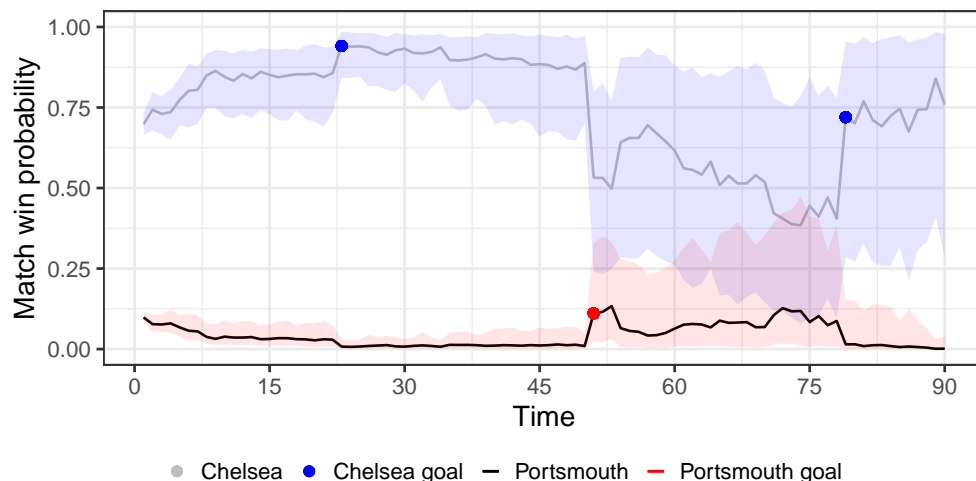 1.00
0.75
0.50
0.25
0.00
Match win probability
0 15 30 45 60 75 90
Time
Chelsea Chelsea goal Portsmouth Portsmouth goal